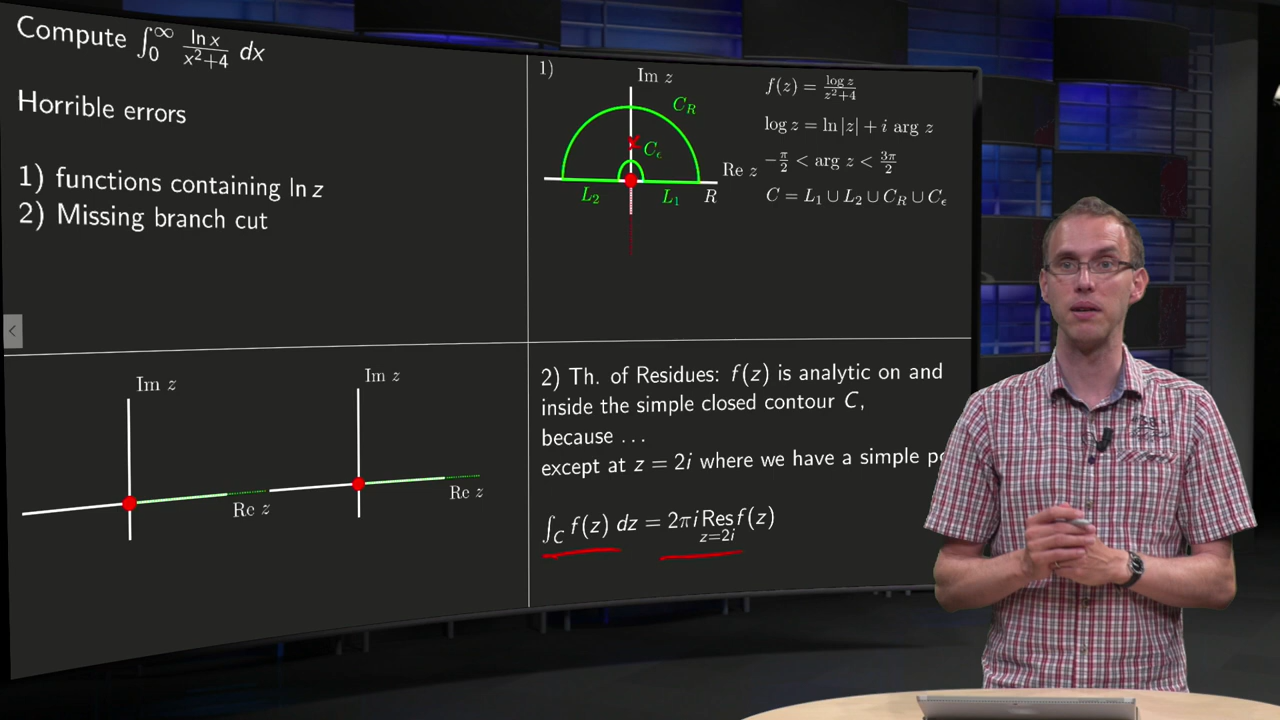 Compute ∫₀^∞ ln x / (x²+4) dx
Horrible errors
1) functions containing ln z
2) Missing branch cut
1)
Im z
C_R
C_ϵ
Re z
L₂
L₁
R
f(z) = log z / (z²+4)
log z = ln|z| + i arg z
−π/2 < arg z < 3π/2
C = L₁ ∪ L₂ ∪ C_R ∪ C_ϵ
Im z
Re z
Im z
Re z
2) Th. of Residues: f(z) is analytic on and
inside the simple closed contour C,
because ...
except at z = 2i where we have a simple
∫_C f(z) dz = 2πi Res_{z=2i} f(z)